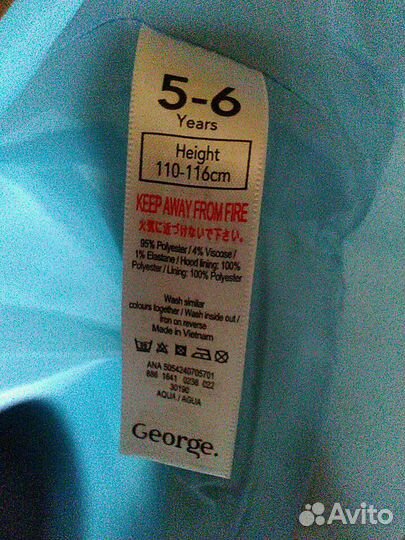 5-6
Years
Height
110-116cm
KEEP AWAY FROM FIRE
火気に近づけないで下さい。
95% Polyester / 4% Viscose /
1% Elastane / Hood lining: 100%
Polyester / Lining: 100% Polyester
Wash similar
colours together / Wash inside out /
Iron on reverse
Made in Vietnam
ANA 5054240705701
886 1641 0236 022
30190
AQUA / AGUA
George.
Avito